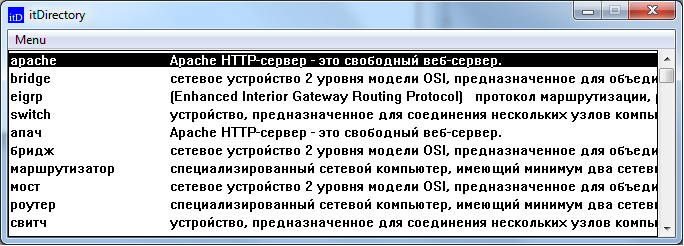 itD itDirectory
Menu
apache Apache HTTP-сервер - это свободный веб-сервер.
bridge сетевое устройство 2 уровня модели OSI, предназначенное для объеди
eigrp (Enhanced Interior Gateway Routing Protocol) протокол маршрутизации,
switch устройство, предназначенное для соединения нескольких узлов компь
апач Apache HTTP-сервер - это свободный веб-сервер.
бридж сетевое устройство 2 уровня модели OSI, предназначенное для объеди
маршрутизатор специализированный сетевой компьютер, имеющий минимум два сетев
мост сетевое устройство 2 уровня модели OSI, предназначенное для объеди
роутер специализированный сетевой компьютер, имеющий минимум два сетев
свитч устройство, предназначенное для соединения нескольких узлов компь